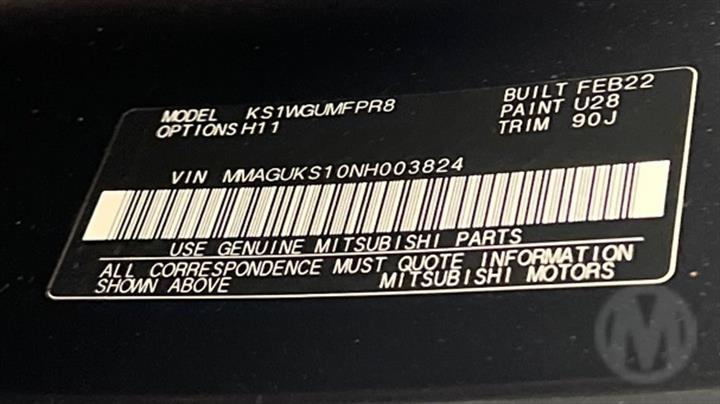 MODEL KS1WGUMFPR8 BUILT FEB22
OPTIONS H11 PAINT U28
TRIM 90J
VIN MMAGUKS10NH003824
USE GENUINE MITSUBISHI PARTS
ALL CORRESPONDENCE MUST QUOTE INFORMATION
SHOWN ABOVE MITSUBISHI MOTORS
M